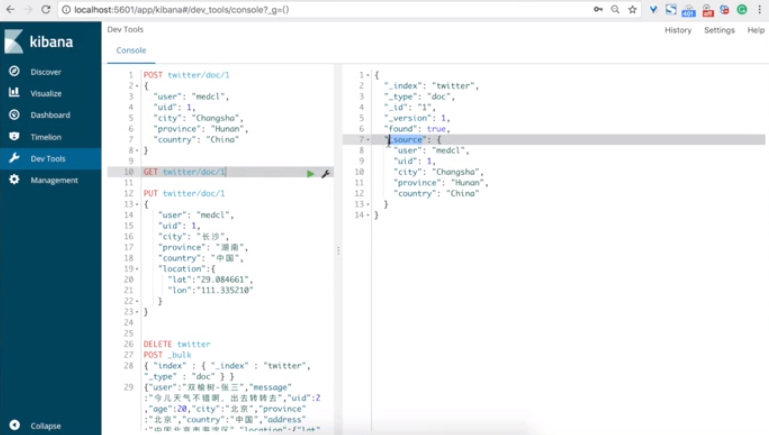 localhost:5601/app/kibana#/dev_tools/console?_g=()
kibana
Discover
Visualize
Dashboard
Timelion
Dev Tools
Management
Collapse
Dev Tools
History Settings Help
Console
1 POST twitter/doc/1
2 {
3 "user": "medcl",
4 "uid": 1,
5 "city": "Changsha",
6 "province": "Hunan",
7 "country": "China"
8 }
9
10 GET twitter/doc/1
11
12 PUT twitter/doc/1
13 {
14 "user": "medcl",
15 "uid": 1,
16 "city": "长沙",
17 "province": "湖南",
18 "country": "中国",
19 "location":{
20 "lat":"29.084661",
21 "lon":"111.335210"
22 }
23 }
24
25
26 DELETE twitter
27 POST _bulk
28 { "index" : { "_index" : "twitter",
"_type" : "doc" } }
29 {"user":"双榆树-张三","message"
:"今儿天气不错啊，出去转转去","uid":2
,"age":20,"city":"北京","province"
:"北京","country":"中国","address"
:"中国北京市海淀区","location":{"lat"
1 {
2 "_index": "twitter",
3 "_type": "doc",
4 "_id": "1",
5 "_version": 1,
6 "found": true,
7 "_source": {
8 "user": "medcl",
9 "uid": 1,
10 "city": "Changsha",
11 "province": "Hunan",
12 "country": "China"
13 }
14 }